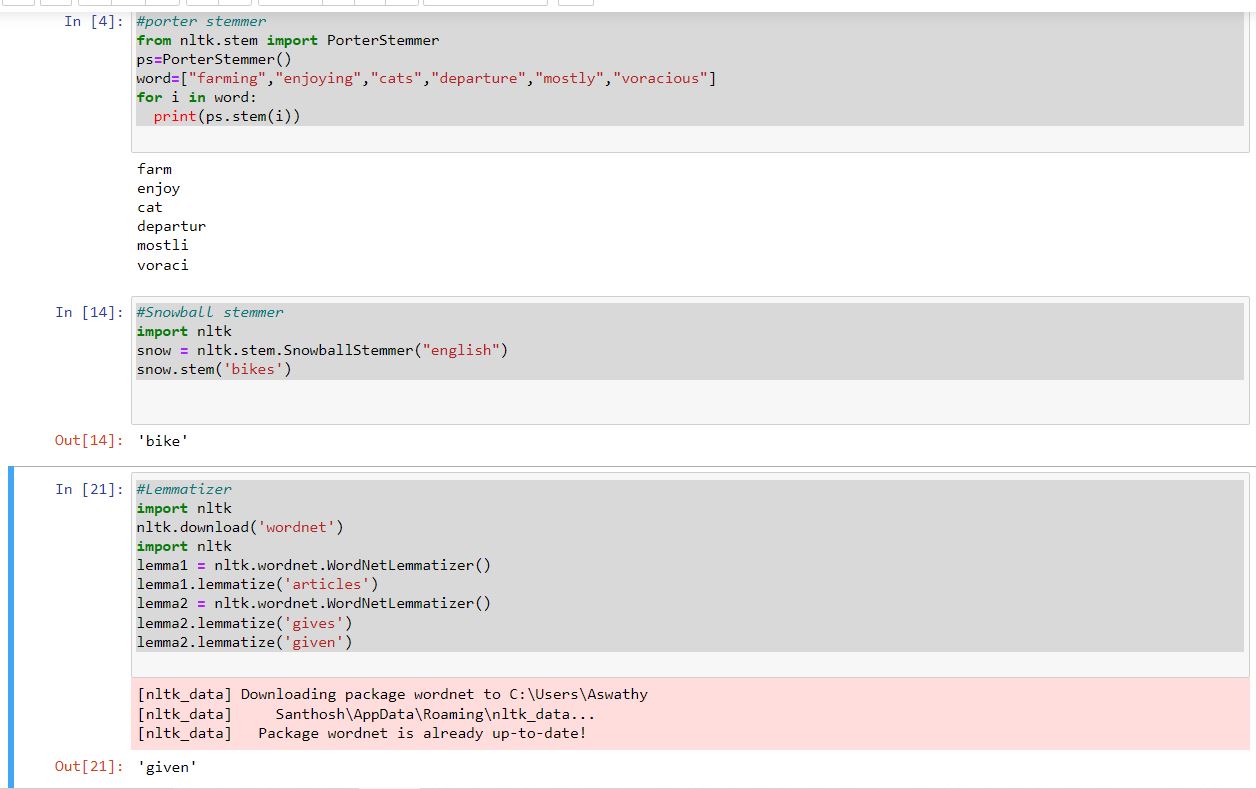 In [4]: #porter stemmer
from nltk.stem import PorterStemmer
ps=PorterStemmer()
word=["farming","enjoying","cats","departure","mostly","voracious"]
for i in word:
  print(ps.stem(i))
farm
enjoy
cat
departur
mostli
voraci
In [14]: #Snowball stemmer
import nltk
snow = nltk.stem.SnowballStemmer("english")
snow.stem('bikes')
Out[14]: 'bike'
In [21]: #Lemmatizer
import nltk
nltk.download('wordnet')
import nltk
lemma1 = nltk.wordnet.WordNetLemmatizer()
lemma1.lemmatize('articles')
lemma2 = nltk.wordnet.WordNetLemmatizer()
lemma2.lemmatize('gives')
lemma2.lemmatize('given')
[nltk_data] Downloading package wordnet to C:\Users\Aswathy
[nltk_data]     Santhosh\AppData\Roaming\nltk_data...
[nltk_data]   Package wordnet is already up-to-date!
Out[21]: 'given'